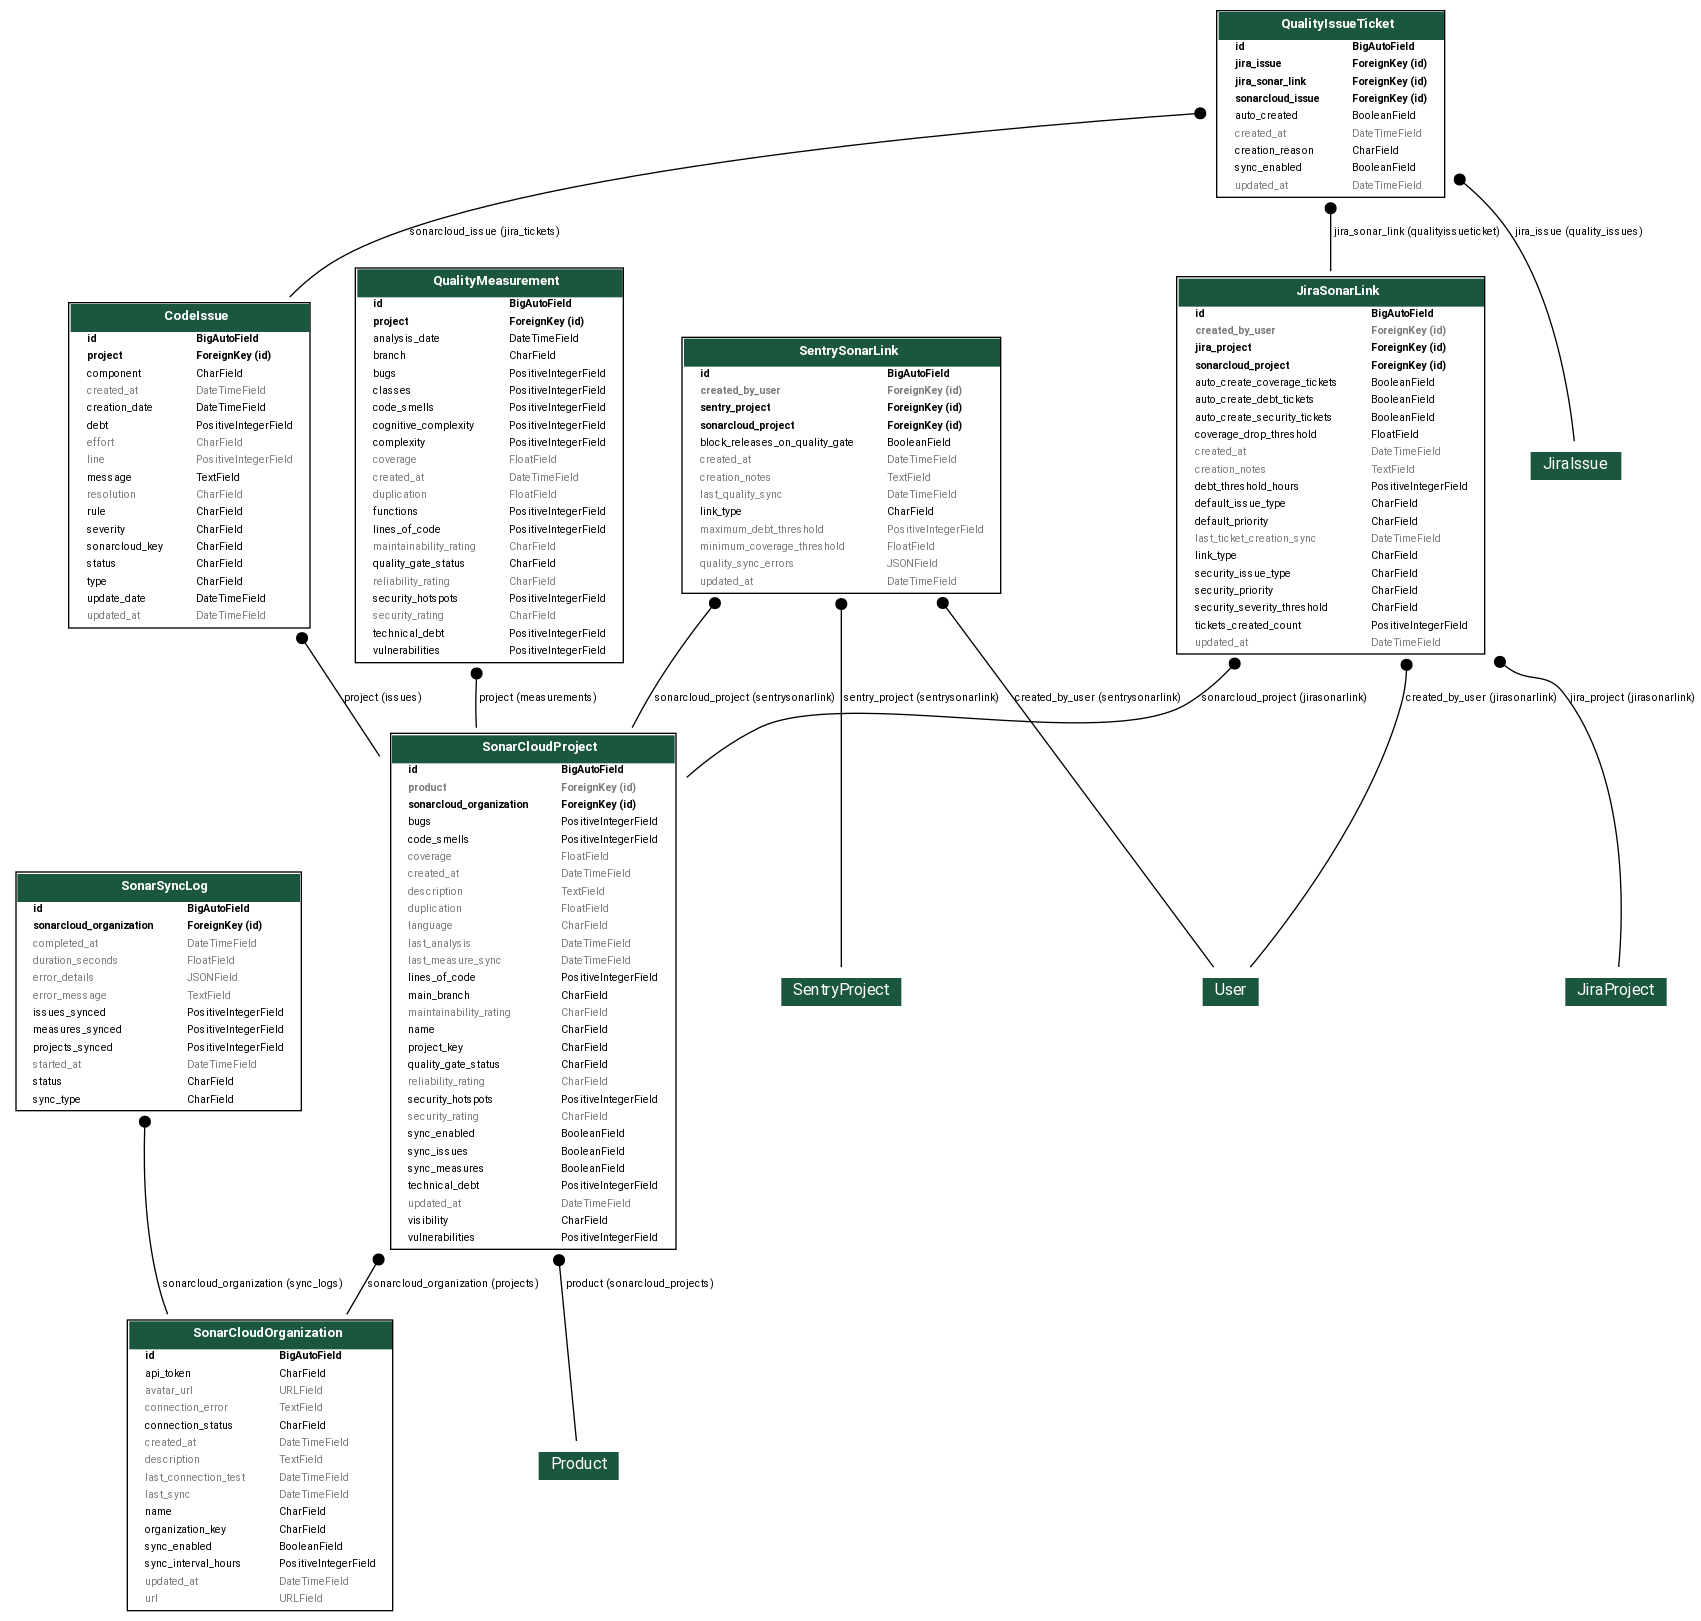 QualityIssueTicket
id BigAutoField
jira_issue ForeignKey (id)
jira_sonar_link ForeignKey (id)
sonarcloud_issue ForeignKey (id)
auto_created BooleanField
created_at DateTimeField
creation_reason CharField
sync_enabled BooleanField
updated_at DateTimeField
sonarcloud_issue (jira_tickets)
jira_sonar_link (qualityissueticket)
jira_issue (quality_issues)
CodeIssue
id BigAutoField
project ForeignKey (id)
component CharField
created_at DateTimeField
creation_date DateTimeField
debt PositiveIntegerField
effort CharField
line PositiveIntegerField
message TextField
resolution CharField
rule CharField
severity CharField
sonarcloud_key CharField
status CharField
type CharField
update_date DateTimeField
updated_at DateTimeField
QualityMeasurement
id BigAutoField
project ForeignKey (id)
analysis_date DateTimeField
branch CharField
bugs PositiveIntegerField
classes PositiveIntegerField
code_smells PositiveIntegerField
cognitive_complexity PositiveIntegerField
complexity PositiveIntegerField
coverage FloatField
created_at DateTimeField
duplication FloatField
functions PositiveIntegerField
lines_of_code PositiveIntegerField
maintainability_rating CharField
quality_gate_status CharField
reliability_rating CharField
security_hotspots PositiveIntegerField
security_rating CharField
technical_debt PositiveIntegerField
vulnerabilities PositiveIntegerField
SentrySonarLink
id BigAutoField
created_by_user ForeignKey (id)
sentry_project ForeignKey (id)
sonarcloud_project ForeignKey (id)
block_releases_on_quality_gate BooleanField
created_at DateTimeField
creation_notes TextField
last_quality_sync DateTimeField
link_type CharField
maximum_debt_threshold PositiveIntegerField
minimum_coverage_threshold FloatField
quality_sync_errors JSONField
updated_at DateTimeField
JiraSonarLink
id BigAutoField
created_by_user ForeignKey (id)
jira_project ForeignKey (id)
sonarcloud_project ForeignKey (id)
auto_create_coverage_tickets BooleanField
auto_create_debt_tickets BooleanField
auto_create_security_tickets BooleanField
coverage_drop_threshold FloatField
created_at DateTimeField
creation_notes TextField
debt_threshold_hours PositiveIntegerField
default_issue_type CharField
default_priority CharField
last_ticket_creation_sync DateTimeField
link_type CharField
security_issue_type CharField
security_priority CharField
security_severity_threshold CharField
tickets_created_count PositiveIntegerField
updated_at DateTimeField
JiraIssue
project (issues)
project (measurements)
sonarcloud_project (sentrysonarlink)
sentry_project (sentrysonarlink)
created_by_user (sentrysonarlink)
sonarcloud_project (jirasonarlink)
created_by_user (jirasonarlink)
jira_project (jirasonarlink)
SonarCloudProject
id BigAutoField
product ForeignKey (id)
sonarcloud_organization ForeignKey (id)
bugs PositiveIntegerField
code_smells PositiveIntegerField
coverage FloatField
created_at DateTimeField
description TextField
duplication FloatField
language CharField
last_analysis DateTimeField
last_measure_sync DateTimeField
lines_of_code PositiveIntegerField
main_branch CharField
maintainability_rating CharField
name CharField
project_key CharField
quality_gate_status CharField
reliability_rating CharField
security_hotspots PositiveIntegerField
security_rating CharField
sync_enabled BooleanField
sync_issues BooleanField
sync_measures BooleanField
technical_debt PositiveIntegerField
updated_at DateTimeField
visibility CharField
vulnerabilities PositiveIntegerField
SonarSyncLog
id BigAutoField
sonarcloud_organization ForeignKey (id)
completed_at DateTimeField
duration_seconds FloatField
error_details JSONField
error_message TextField
issues_synced PositiveIntegerField
measures_synced PositiveIntegerField
projects_synced PositiveIntegerField
started_at DateTimeField
status CharField
sync_type CharField
SentryProject
User
JiraProject
sonarcloud_organization (sync_logs)
sonarcloud_organization (projects)
product (sonarcloud_projects)
SonarCloudOrganization
id BigAutoField
api_token CharField
avatar_url URLField
connection_error TextField
connection_status CharField
created_at DateTimeField
description TextField
last_connection_test DateTimeField
last_sync DateTimeField
name CharField
organization_key CharField
sync_enabled BooleanField
sync_interval_hours PositiveIntegerField
updated_at DateTimeField
url URLField
Product